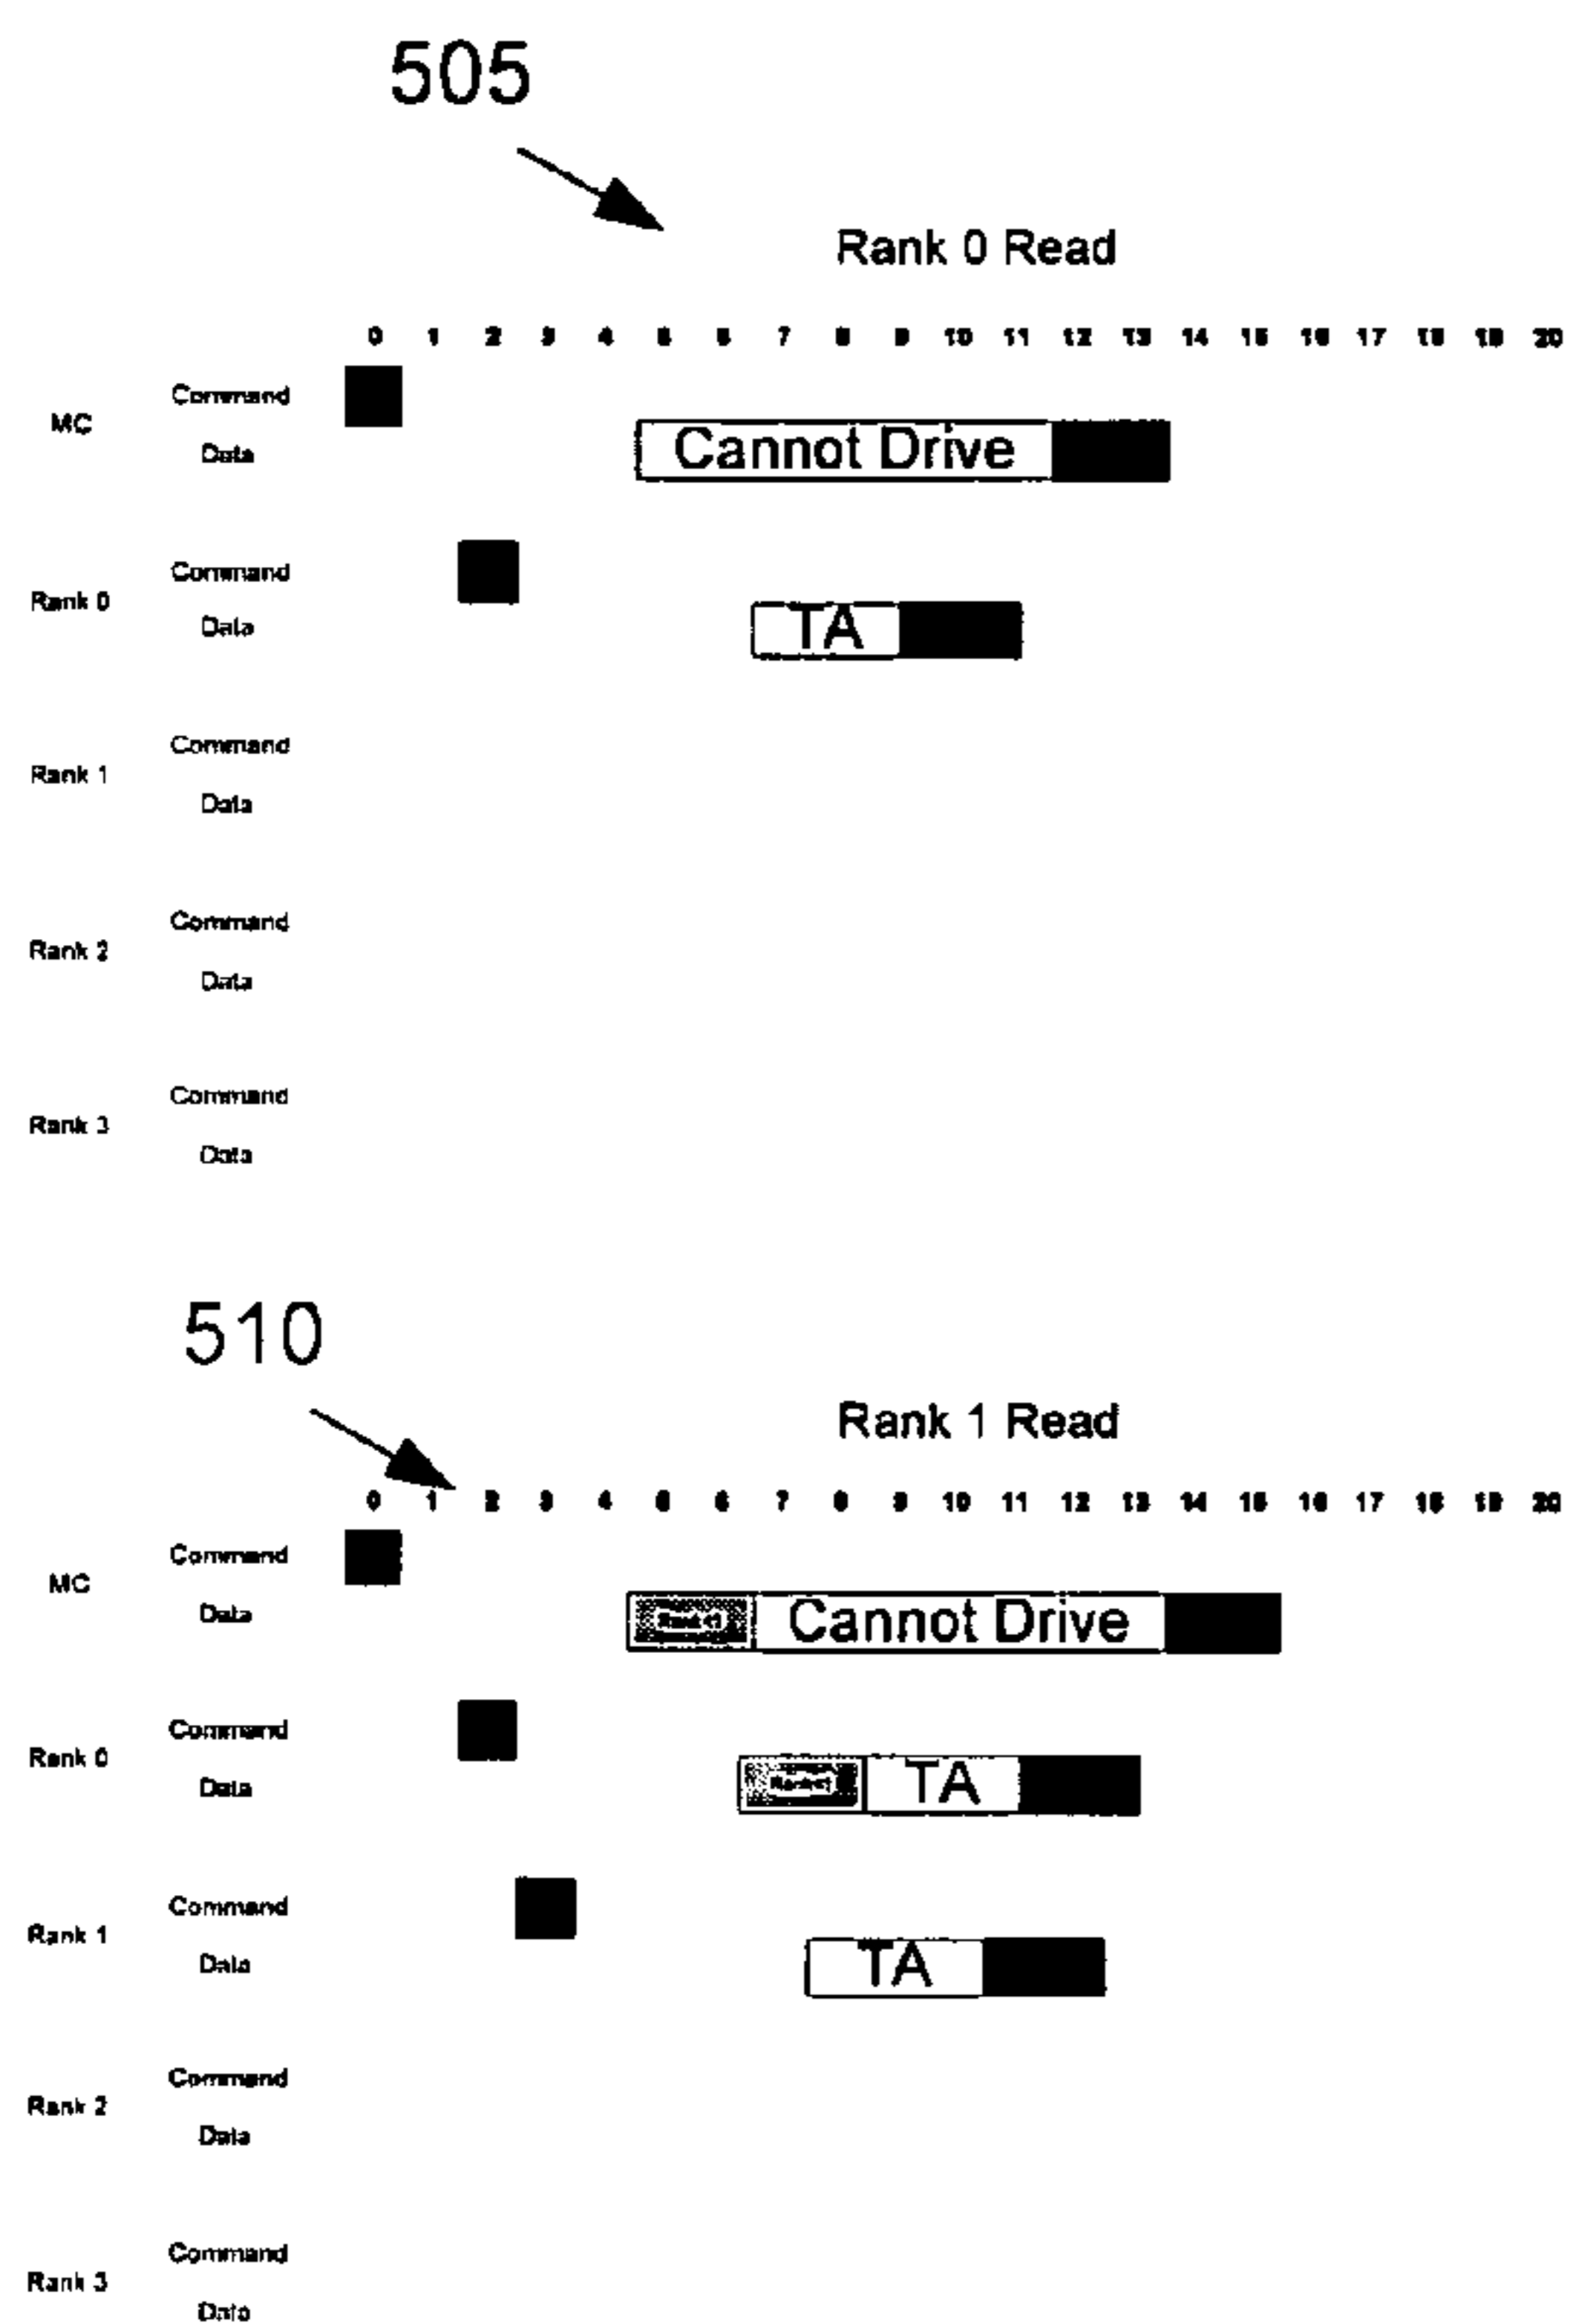 505
Rank 0 Read
0 1 2 3 4 5 6 7 8 9 10 11 12 13 14 15 16 17 18 19 20
Command
MC
Data
Cannot Drive
Command
Rank 0
Data
TA
Command
Rank 1
Data
Command
Rank 2
Data
Command
Rank 3
Data
510
Rank 1 Read
0 1 2 3 4 5 6 7 8 9 10 11 12 13 14 15 16 17 18 19 20
Command
MC
Data
Cannot Drive
Command
Rank 0
Data
TA
Command
Rank 1
Data
TA
Command
Rank 2
Data
Command
Rank 3
Data